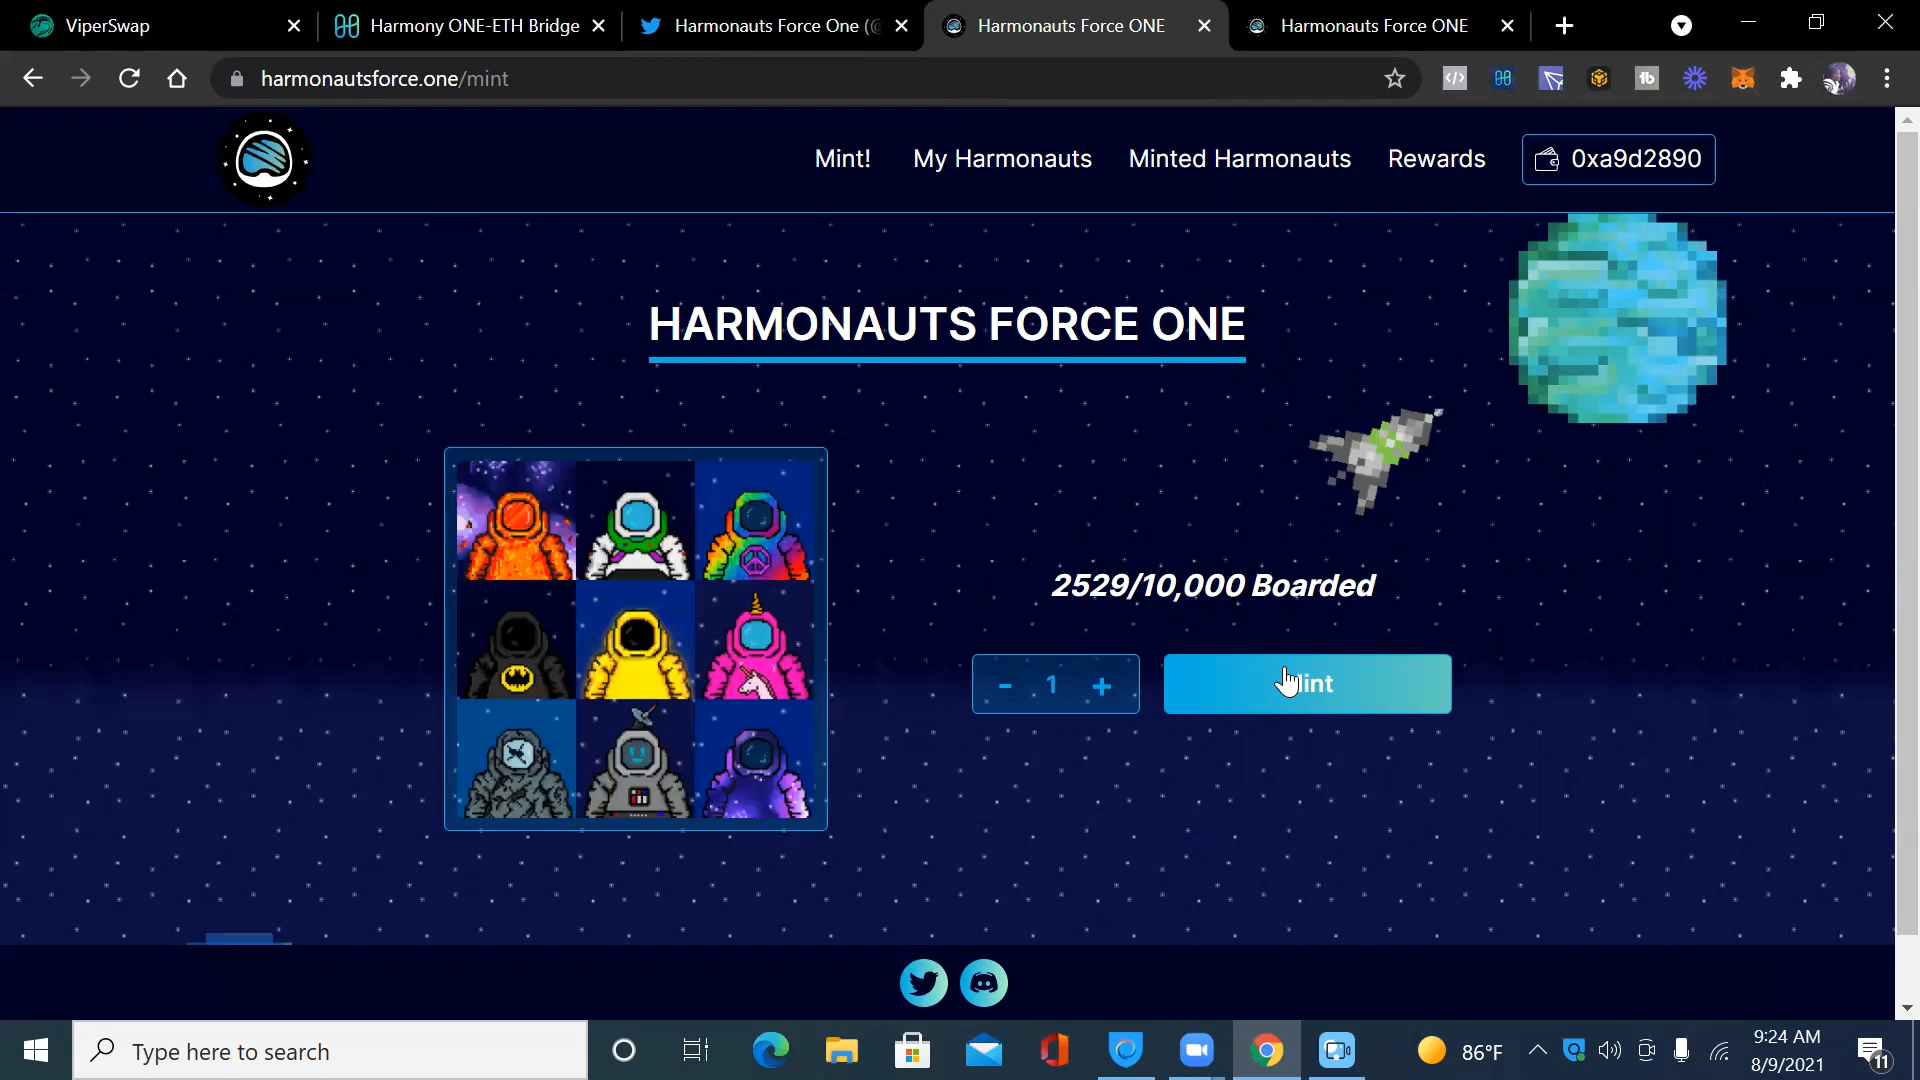 ViperSwap
Harmony ONE-ETH Bridge
Harmonauts Force One (@
Harmonauts Force ONE
Harmonauts Force ONE
harmonautsforce.one/mint
Mint!
My Harmonauts
Minted Harmonauts
Rewards
0xa9d2890
HARMONAUTS FORCE ONE
2529/10,000 Boarded
- 1 +
Mint
Type here to search
86°F
9:24 AM
8/9/2021
11